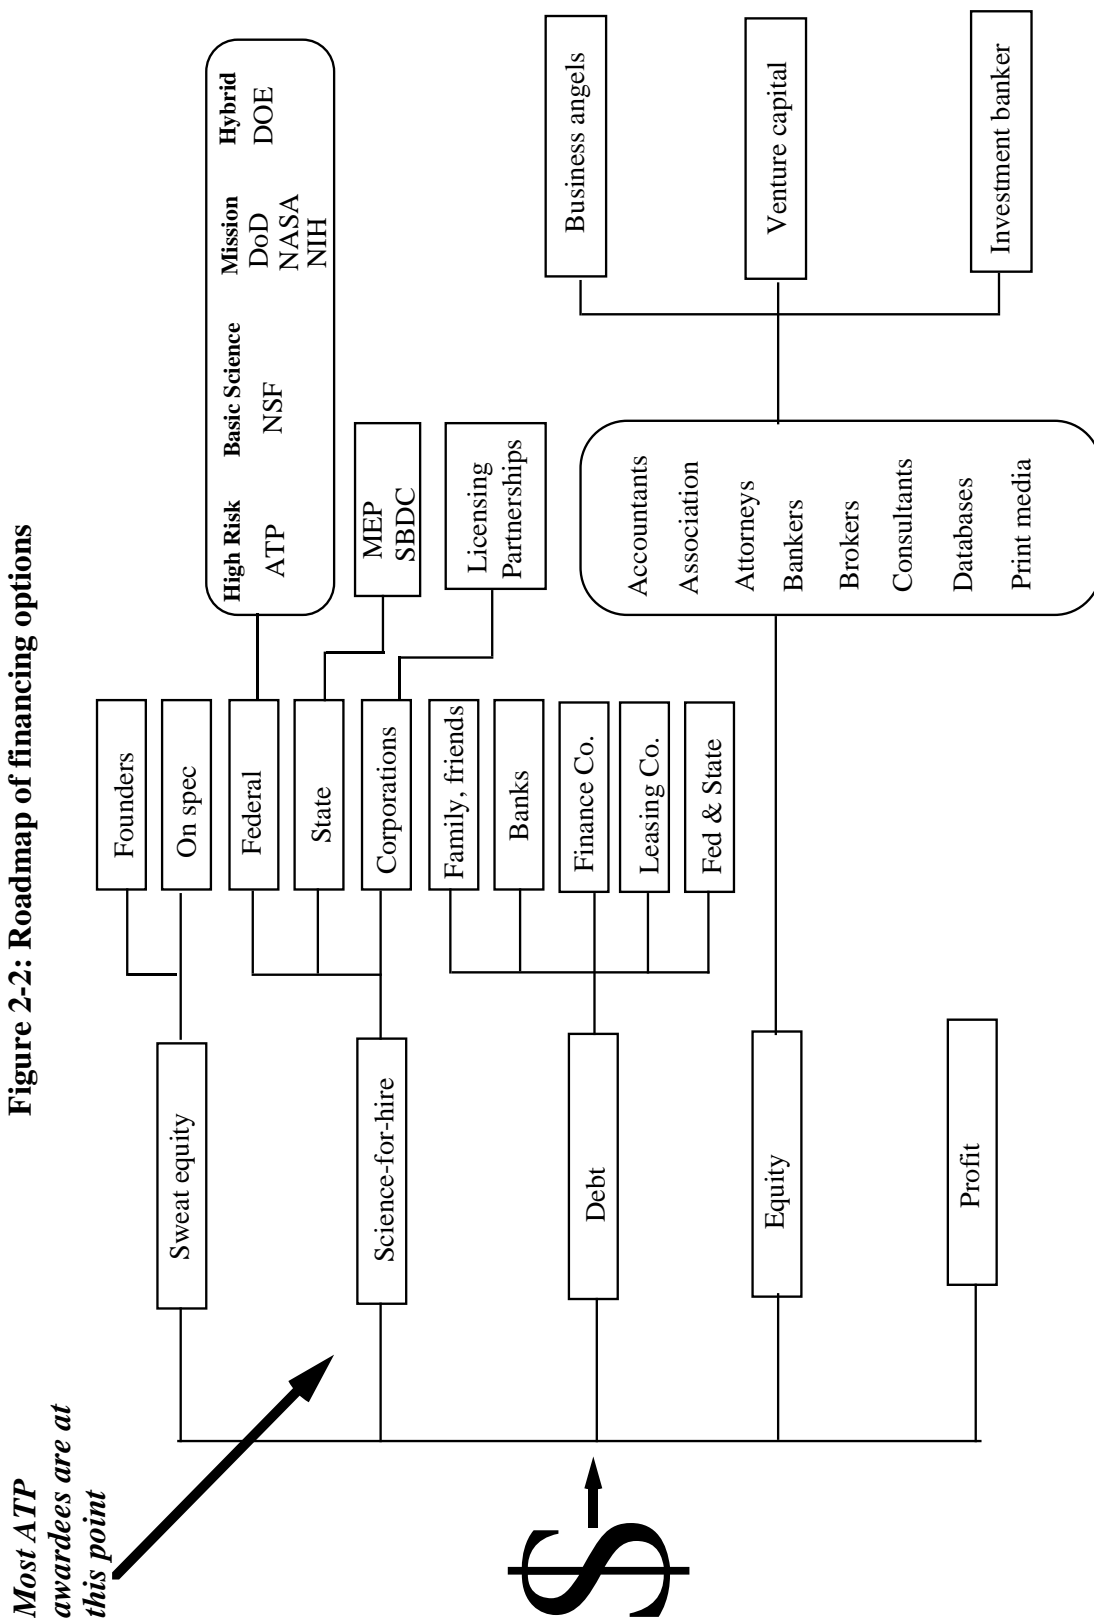 Figure 2-2: Roadmap of financing options
Most ATP
awardees are at
this point
$
Sweat equity
Science-for-hire
Debt
Equity
Profit
Founders
On spec
Federal
State
Corporations
Family, friends
Banks
Finance Co.
Leasing Co.
Fed & State
High Risk
ATP
Basic Science
NSF
Mission
DoD
NASA
NIH
Hybrid
DOE
MEP
SBDC
Licensing
Partnerships
Accountants
Association
Attorneys
Bankers
Brokers
Consultants
Databases
Print media
Business angels
Venture capital
Investment banker